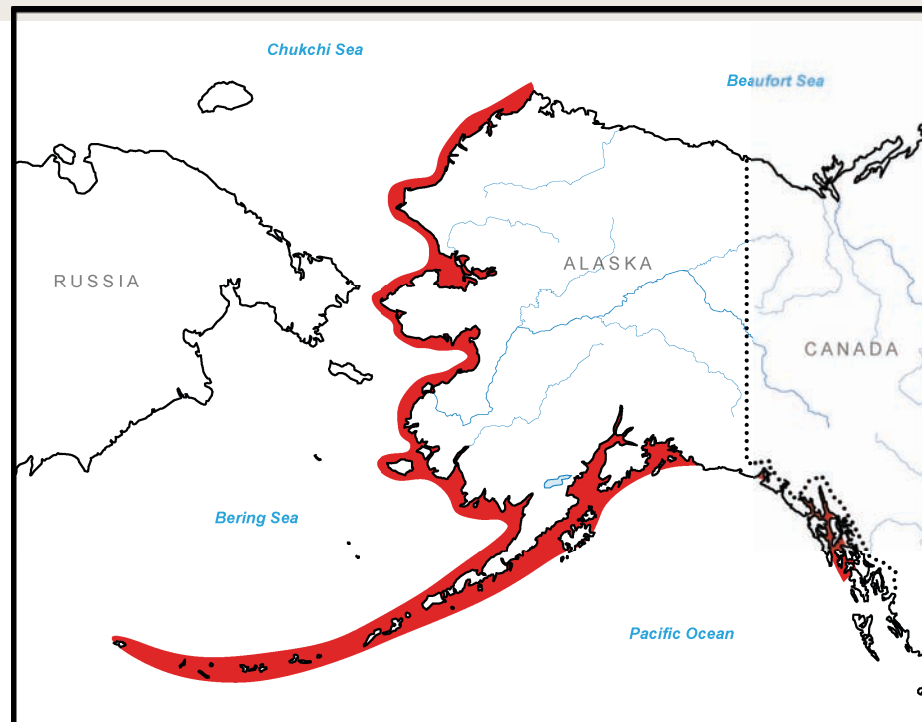 Chukchi Sea
Beaufort Sea
RUSSIA
ALASKA
CANADA
Bering Sea
Pacific Ocean